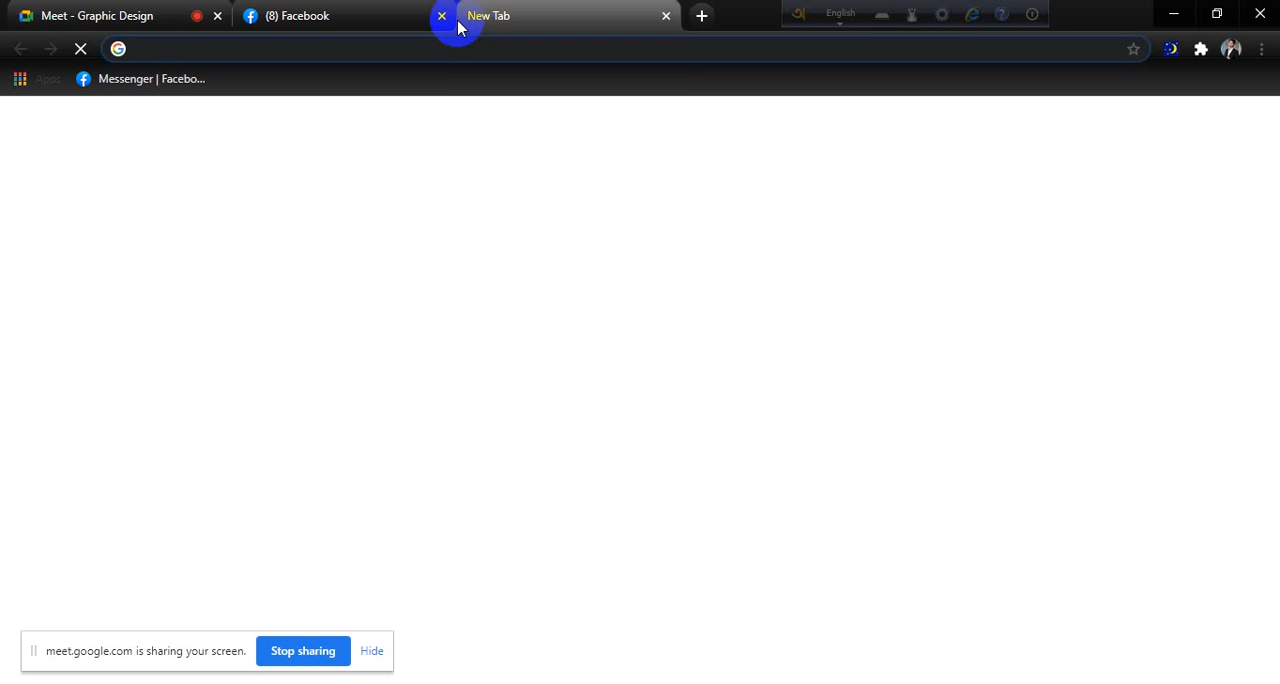 Meet - Graphic Design
(8) Facebook
New Tab
English
Apps
Messenger | Facebo...
meet.google.com is sharing your screen.
Stop sharing
Hide